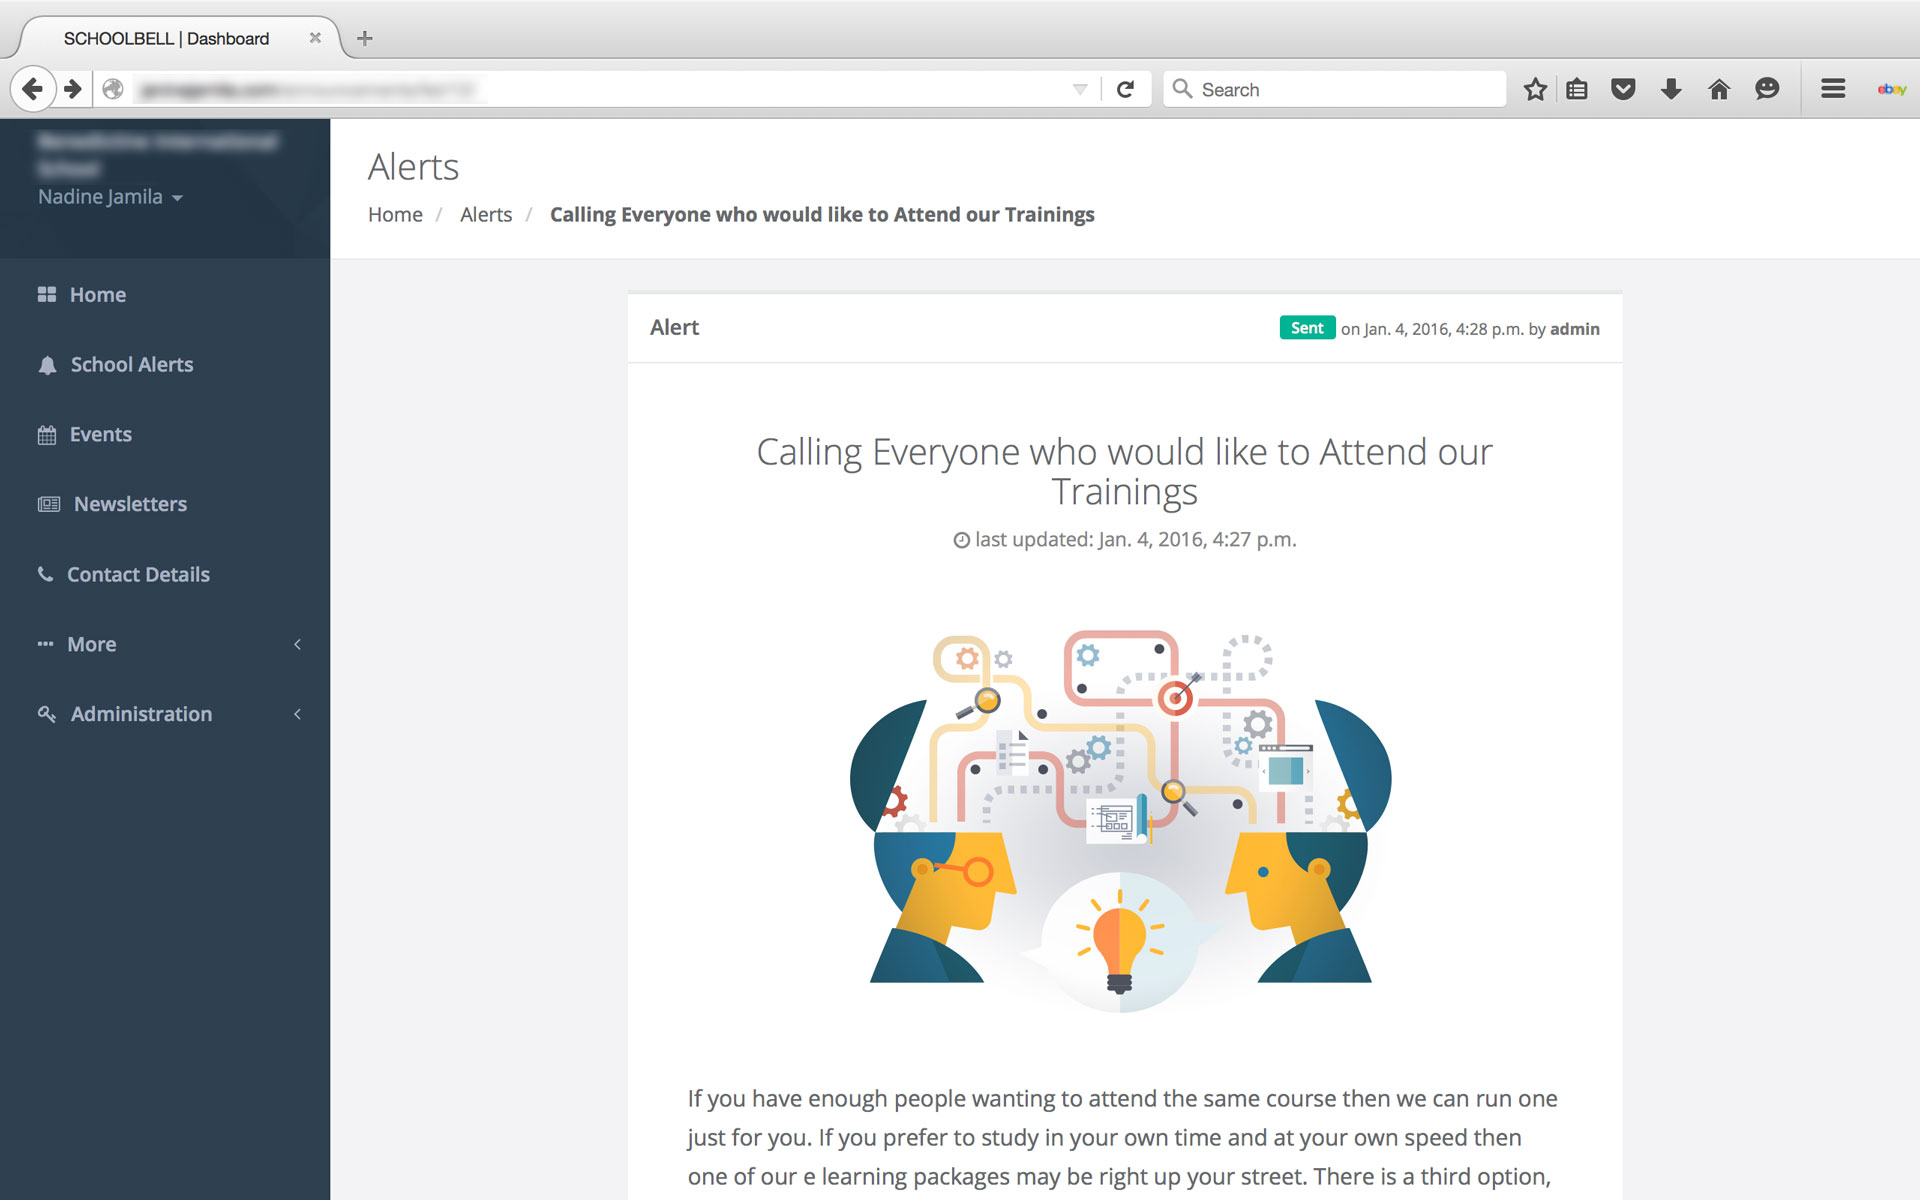 SCHOOLBELL | Dashboard
Search
ebay
Nadine Jamila
Home
School Alerts
Events
Newsletters
Contact Details
More
Administration
Alerts
Home / Alerts / Calling Everyone who would like to Attend our Trainings
Alert
Sent on Jan. 4, 2016, 4:28 p.m. by admin
Calling Everyone who would like to Attend our
Trainings
last updated: Jan. 4, 2016, 4:27 p.m.
If you have enough people wanting to attend the same course then we can run one
just for you. If you prefer to study in your own time and at your own speed then
one of our e learning packages may be right up your street. There is a third option,